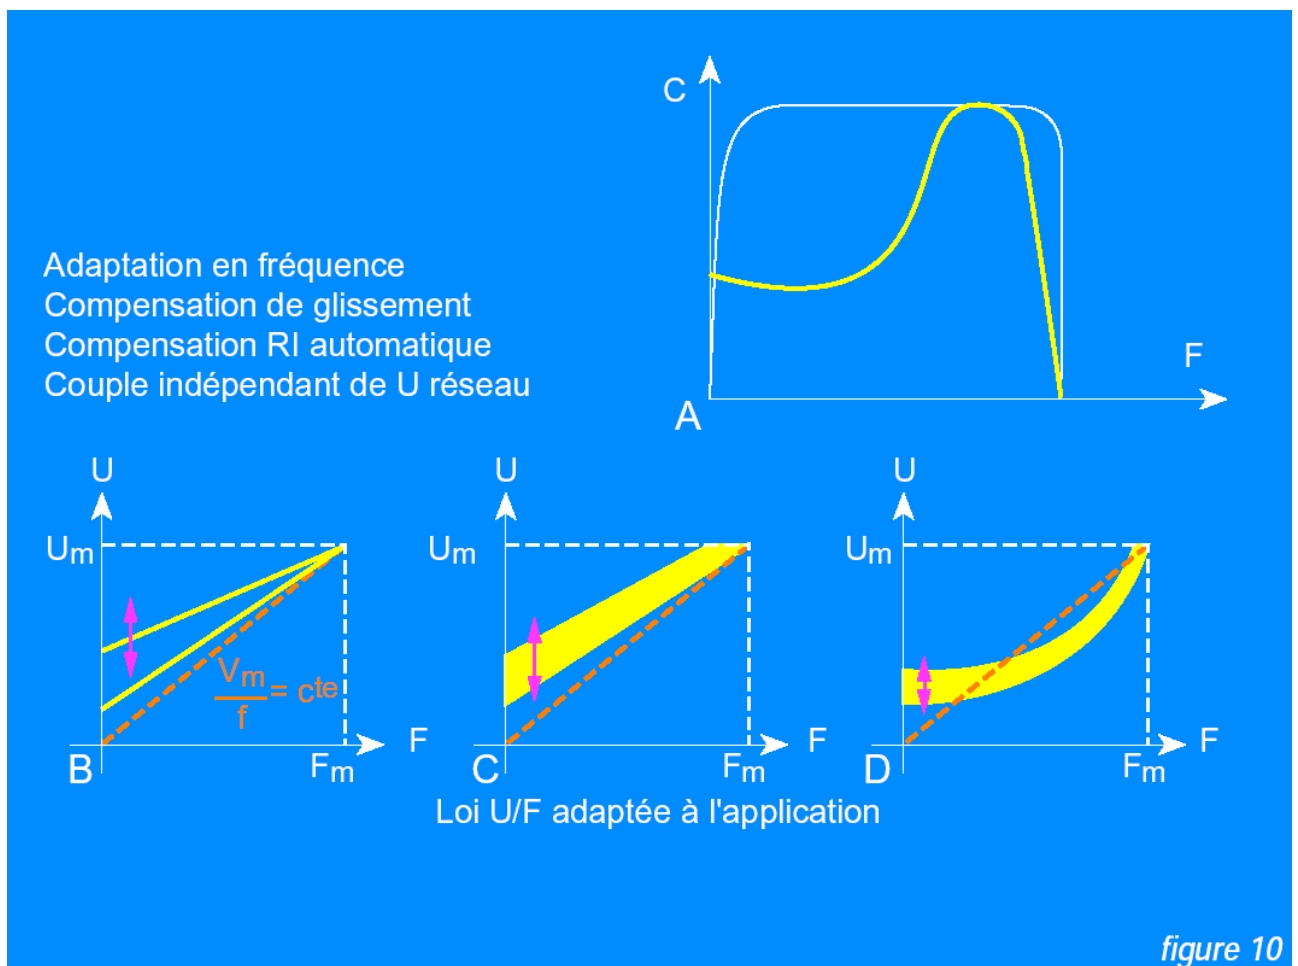 C
F
A
Adaptation en fréquence
Compensation de glissement
Compensation RI automatique
Couple indépendant de U réseau
U
Um
Vm
f
= cte
F
Fm
B
U
Um
F
Fm
C
U
Um
F
Fm
D
Loi U/F adaptée à l'application
figure 10